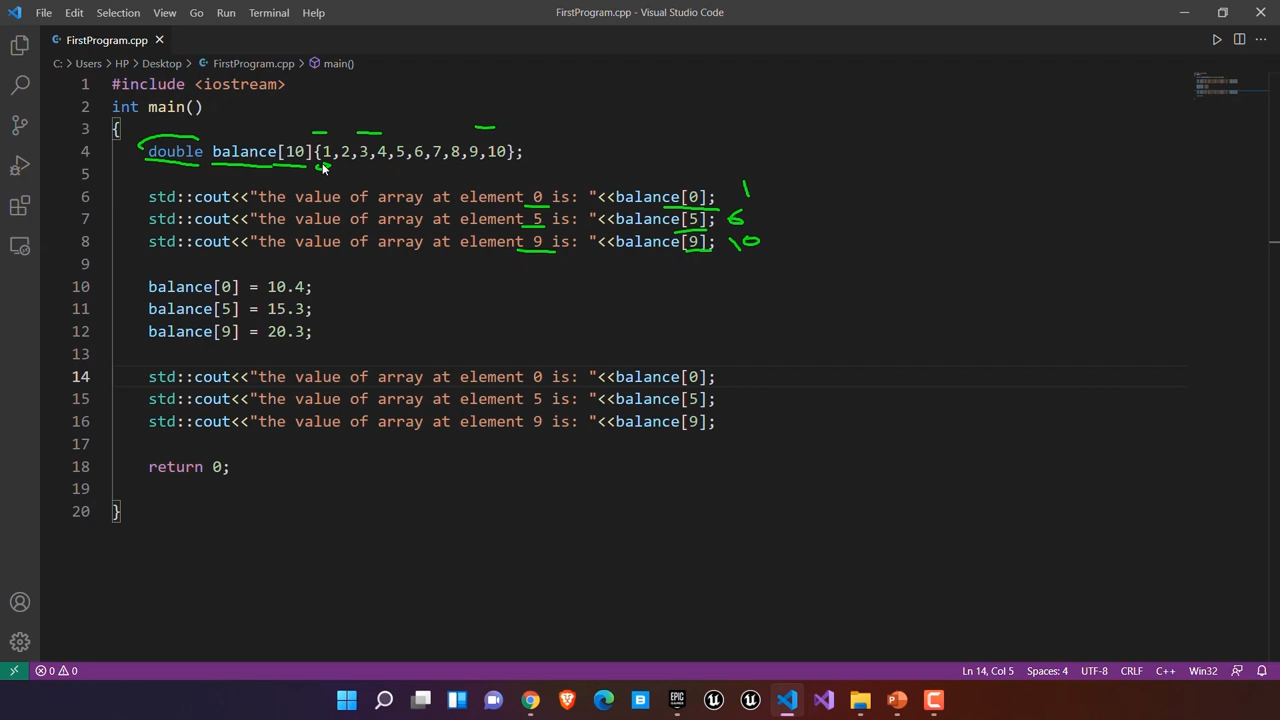 File Edit Selection View Go Run Terminal Help FirstProgram.cpp - Visual Studio Code
FirstProgram.cpp
C: > Users > HP > Desktop > FirstProgram.cpp > main()
1 #include <iostream>
2 int main()
3 {
4 double balance[10]{1,2,3,4,5,6,7,8,9,10};
5
6 std::cout<<"the value of array at element 0 is: "<<balance[0]; 1
7 std::cout<<"the value of array at element 5 is: "<<balance[5]; 6
8 std::cout<<"the value of array at element 9 is: "<<balance[9]; 10
9
10 balance[0] = 10.4;
11 balance[5] = 15.3;
12 balance[9] = 20.3;
13
14 std::cout<<"the value of array at element 0 is: "<<balance[0];
15 std::cout<<"the value of array at element 5 is: "<<balance[5];
16 std::cout<<"the value of array at element 9 is: "<<balance[9];
17
18 return 0;
19
20 }
0 0 Ln 14, Col 5 Spaces: 4 UTF-8 CRLF C++ Win32
B EPIC GAMES